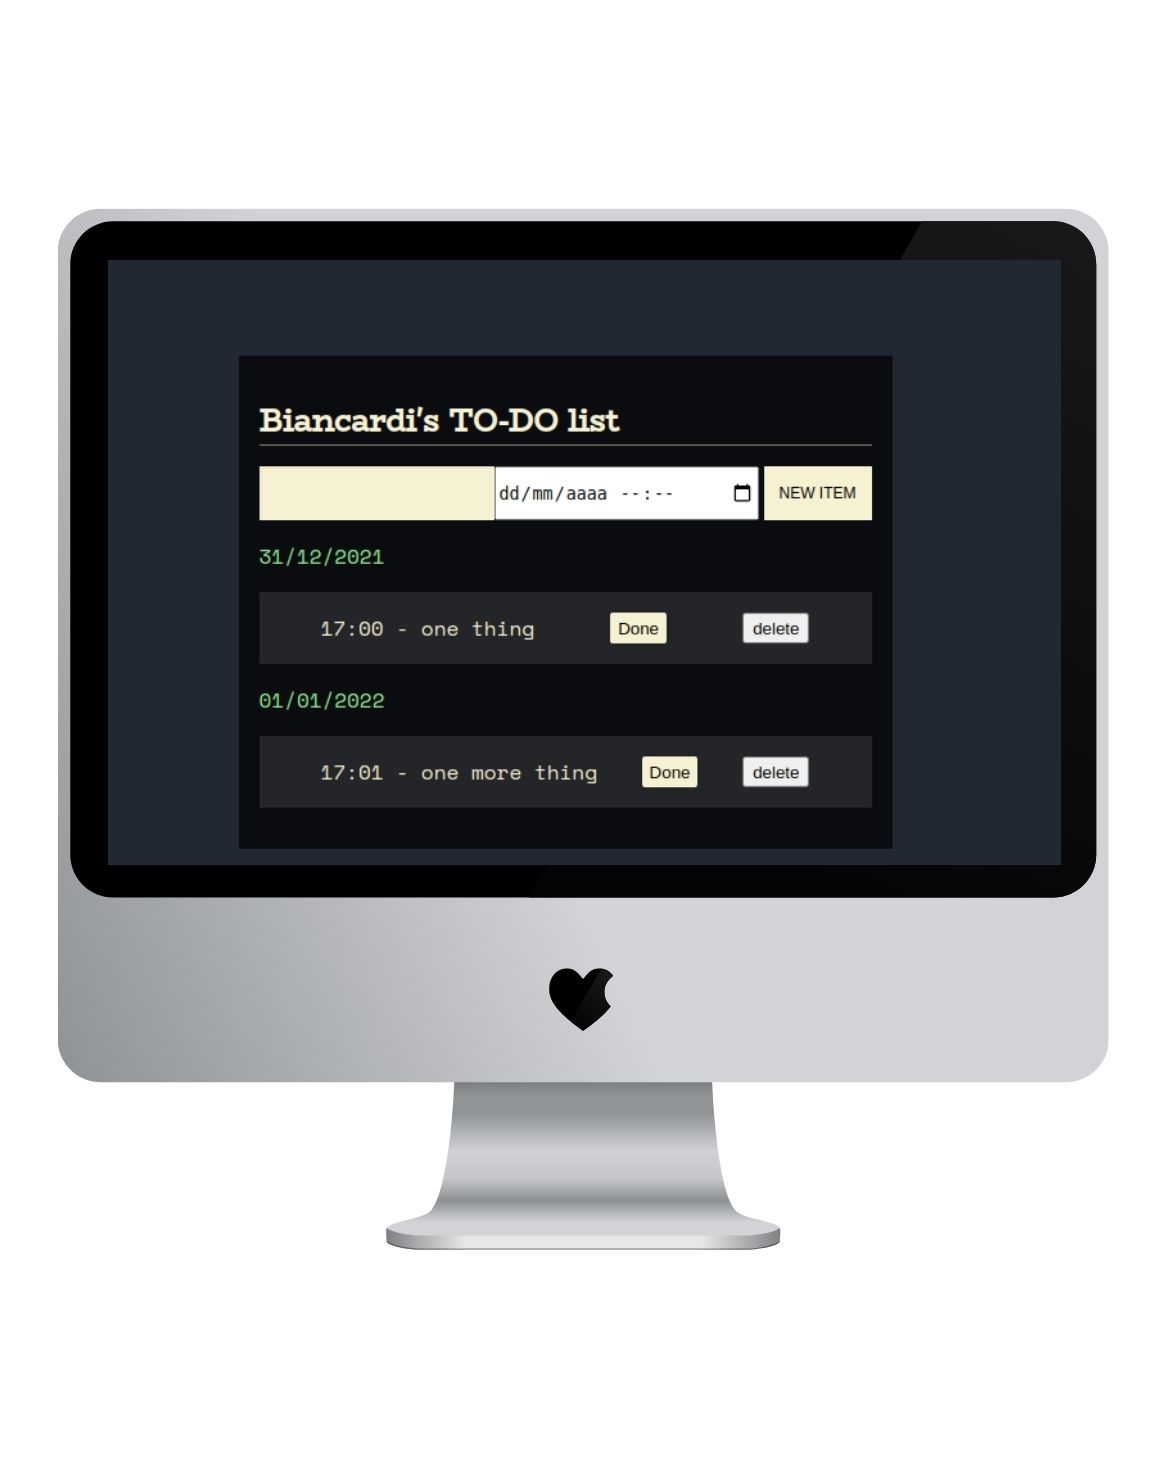 Biancardi's TO-DO list
dd/mm/aaaa --:-- NEW ITEM
31/12/2021
17:00 - one thing Done delete
01/01/2022
17:01 - one more thing Done delete